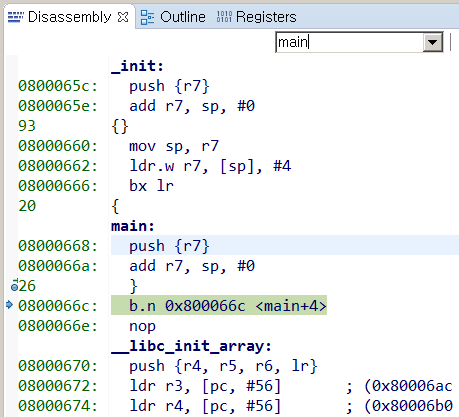 Disassembly Outline 1010 0101 Registers
main
_init:
0800065c: push {r7}
0800065e: add r7, sp, #0
93 {}
08000660: mov sp, r7
08000662: ldr.w r7, [sp], #4
08000666: bx lr
20 {
main:
08000668: push {r7}
0800066a: add r7, sp, #0
26 }
0800066c: b.n 0x800066c <main+4>
0800066e: nop
__libc_init_array:
08000670: push {r4, r5, r6, lr}
08000672: ldr r3, [pc, #56] ; (0x80006ac
08000674: ldr r4, [pc, #56] ; (0x80006b0